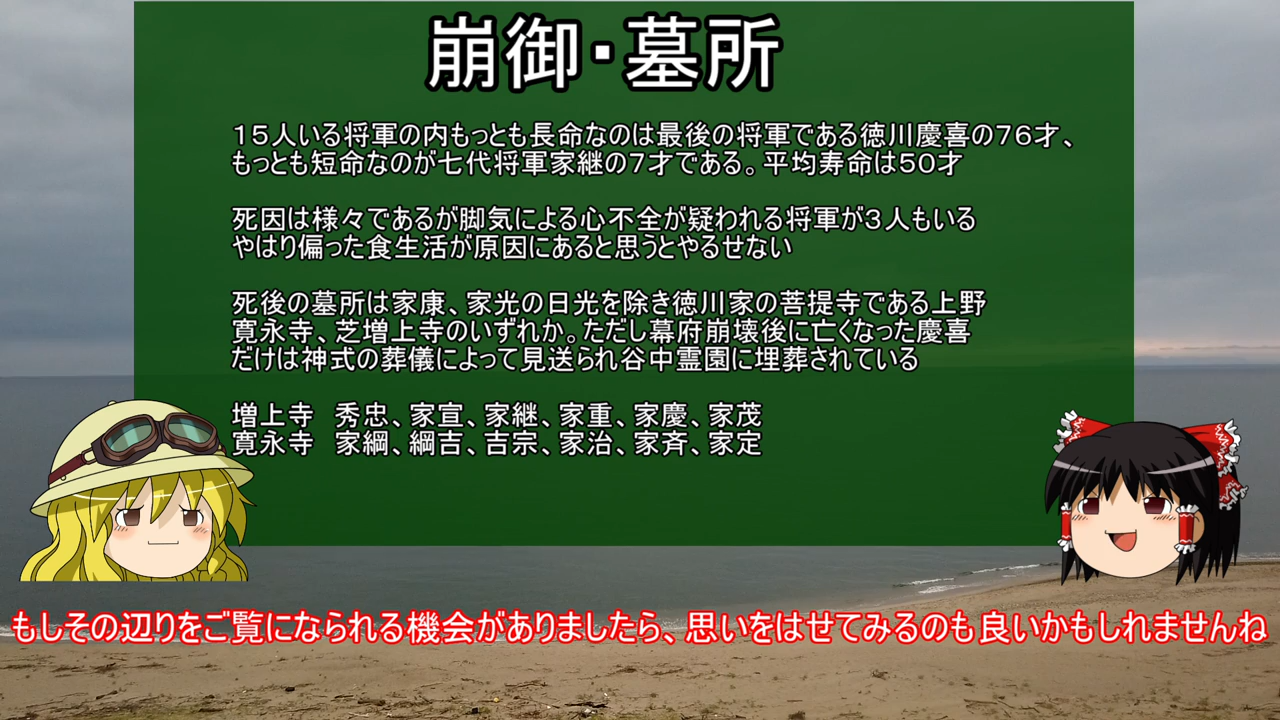 崩御・墓所
１５人いる将軍の内もっとも長命なのは最後の将軍である徳川慶喜の７６才、
もっとも短命なのが七代将軍家継の７才である。平均寿命は５０才
死因は様々であるが脚気による心不全が疑われる将軍が３人もいる
やはり偏った食生活が原因にあると思うとやるせない
死後の墓所は家康、家光の日光を除き徳川家の菩提寺である上野
寛永寺、芝増上寺のいずれか。ただし幕府崩壊後に亡くなった慶喜
だけは神式の葬儀によって見送られ谷中霊園に埋葬されている
増上寺　秀忠、家宣、家継、家重、家慶、家茂
寛永寺　家綱、綱吉、吉宗、家治、家斉、家定
もしその辺りをご覧になられる機会がありましたら、思いをはせてみるのも良いかもしれませんね